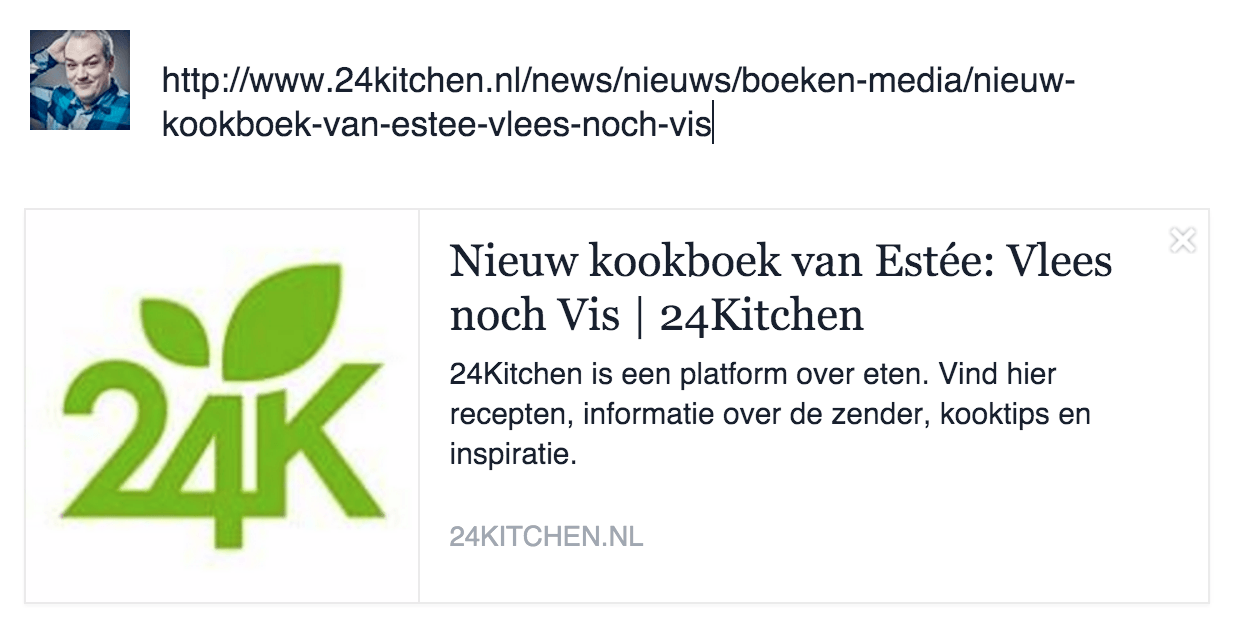 http://www.24kitchen.nl/news/nieuws/boeken-media/nieuw-
kookboek-van-estee-vlees-noch-vis
24K
Nieuw kookboek van Estée: Vlees
noch Vis | 24Kitchen
24Kitchen is een platform over eten. Vind hier
recepten, informatie over de zender, kooktips en
inspiratie.
24KITCHEN.NL